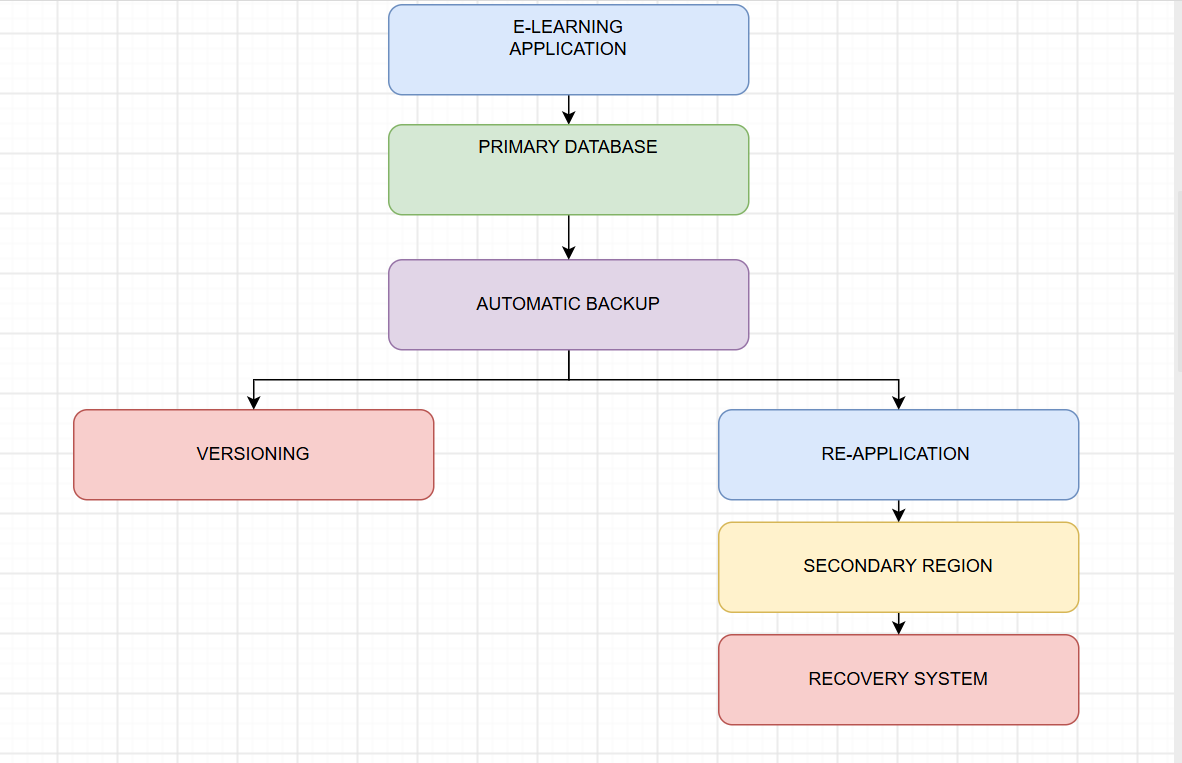 E-LEARNING
APPLICATION
PRIMARY DATABASE
AUTOMATIC BACKUP
VERSIONING
RE-APPLICATION
SECONDARY REGION
RECOVERY SYSTEM